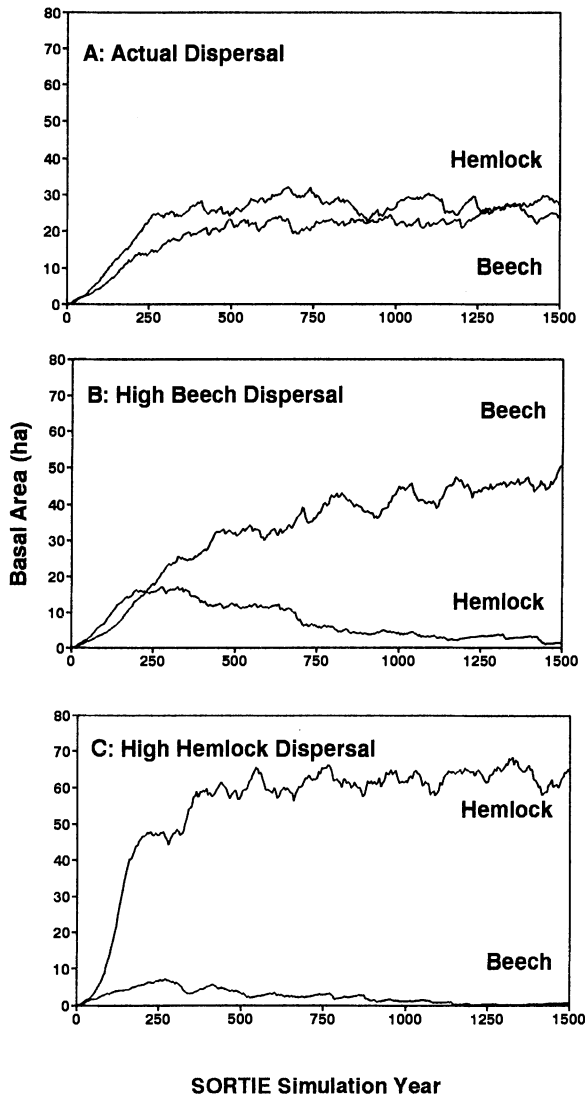 80
70
60
50
40
30
20
10
0
A: Actual Dispersal
Hemlock
Beech
0 250 500 750 1000 1250 1500
80
70
60
50
40
30
20
10
0
B: High Beech Dispersal
Beech
Hemlock
0 250 500 750 1000 1250 1500
Basal Area (ha)
80
70
60
50
40
30
20
10
0
C: High Hemlock Dispersal
Hemlock
Beech
0 250 500 750 1000 1250 1500
SORTIE Simulation Year